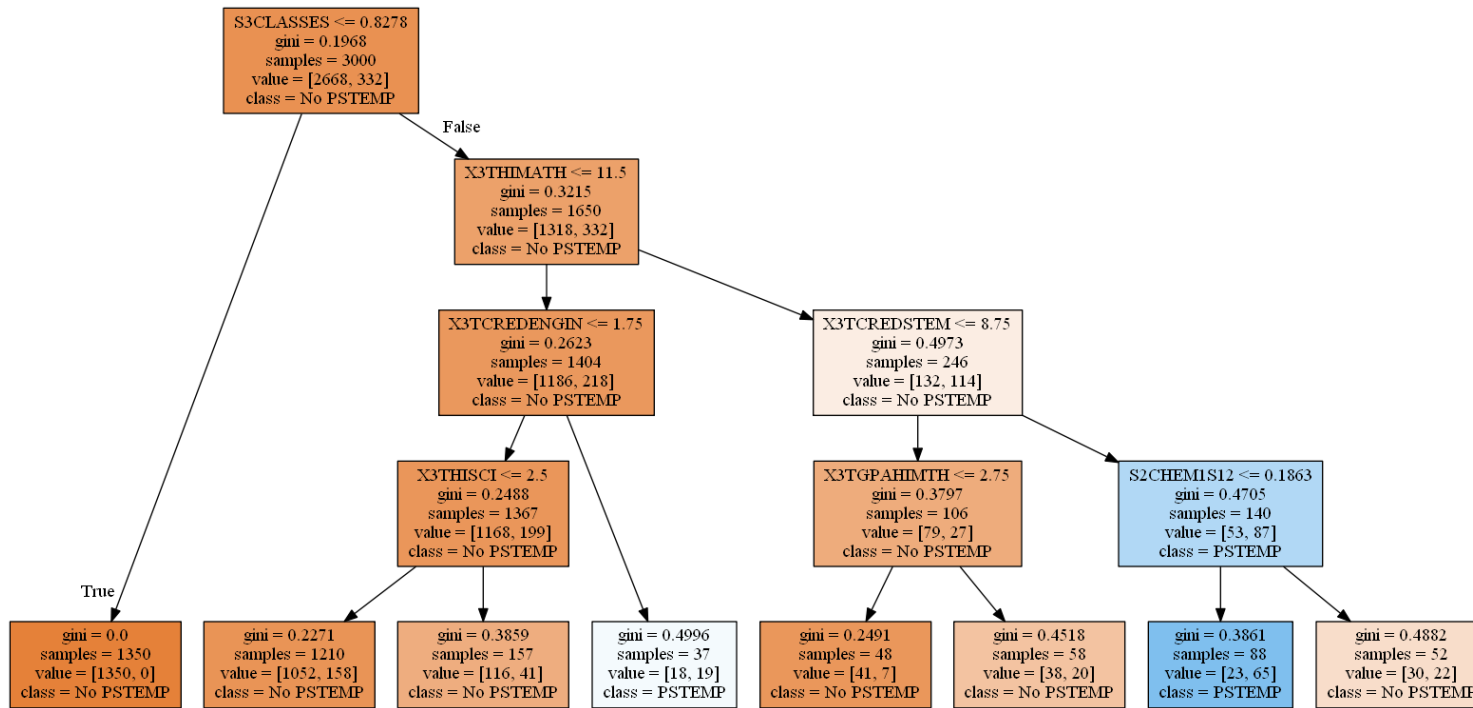 S3CLASSES <= 0.8278
gini = 0.1968
samples = 3000
value = [2668, 332]
class = No PSTEMP
False
X3THIMATH <= 11.5
gini = 0.3215
samples = 1650
value = [1318, 332]
class = No PSTEMP
X3TCREDENGIN <= 1.75
gini = 0.2623
samples = 1404
value = [1186, 218]
class = No PSTEMP
X3TCREDSTEM <= 8.75
gini = 0.4973
samples = 246
value = [132, 114]
class = No PSTEMP
X3THISCI <= 2.5
gini = 0.2488
samples = 1367
value = [1168, 199]
class = No PSTEMP
X3TGPAHIMTH <= 2.75
gini = 0.3797
samples = 106
value = [79, 27]
class = No PSTEMP
S2CHEM1S12 <= 0.1863
gini = 0.4705
samples = 140
value = [53, 87]
class = PSTEMP
True
gini = 0.0
samples = 1350
value = [1350, 0]
class = No PSTEMP
gini = 0.2271
samples = 1210
value = [1052, 158]
class = No PSTEMP
gini = 0.3859
samples = 157
value = [116, 41]
class = No PSTEMP
gini = 0.4996
samples = 37
value = [18, 19]
class = PSTEMP
gini = 0.2491
samples = 48
value = [41, 7]
class = No PSTEMP
gini = 0.4518
samples = 58
value = [38, 20]
class = No PSTEMP
gini = 0.3861
samples = 88
value = [23, 65]
class = PSTEMP
gini = 0.4882
samples = 52
value = [30, 22]
class = No PSTEMP